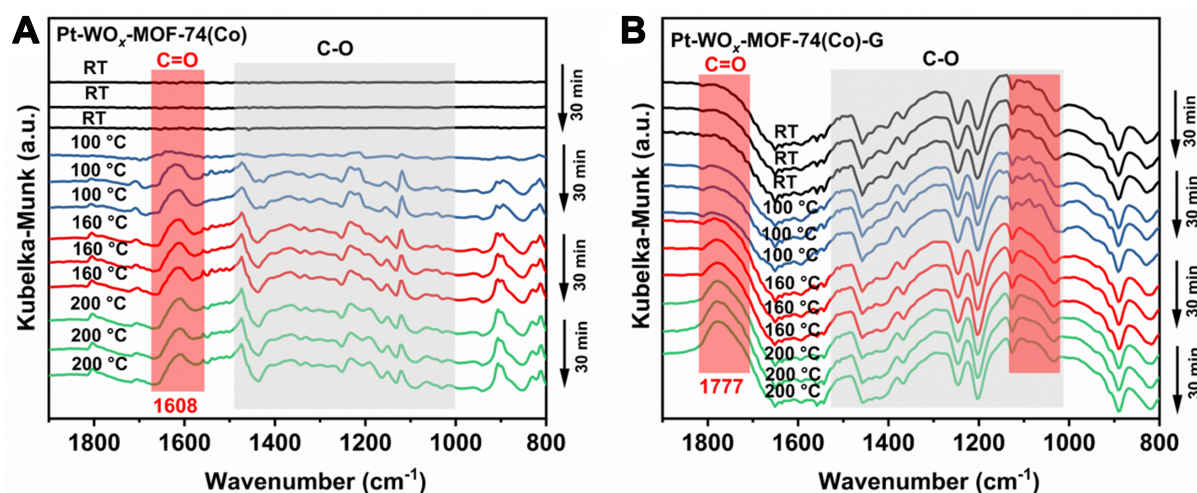 A
Pt-WOx-MOF-74(Co)
C=O
C-O
RT
RT
RT
100 °C
100 °C
100 °C
160 °C
160 °C
160 °C
200 °C
200 °C
200 °C
1608
30 min
30 min
30 min
30 min
Kubelka-Munk (a.u.)
1800 1600 1400 1200 1000 800
Wavenumber (cm-1)
B
Pt-WOx-MOF-74(Co)-G
C=O
C-O
RT
RT
RT
100 °C
100 °C
100 °C
160 °C
160 °C
160 °C
200 °C
200 °C
200 °C
1777
30 min
30 min
30 min
30 min
Kubelka-Munk (a.u.)
1800 1600 1400 1200 1000 800
Wavenumber (cm-1)